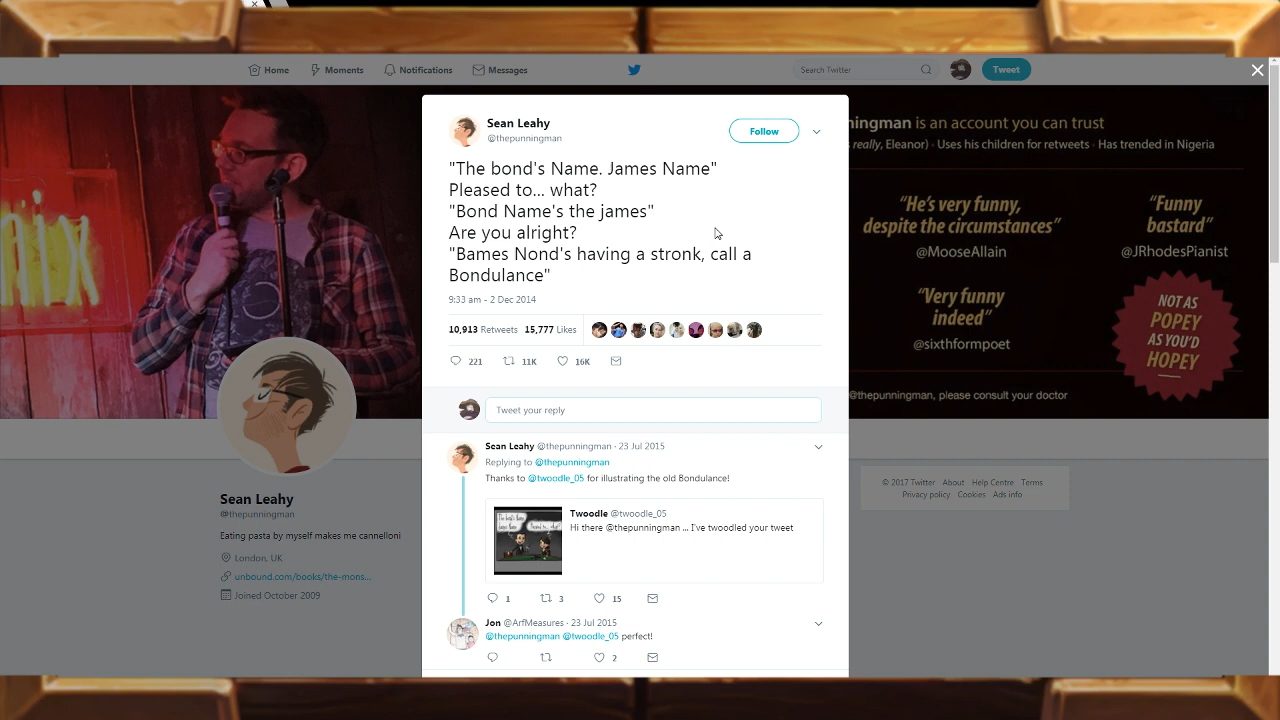 Home
Moments
Notifications
Messages
Search Twitter
Tweet
Sean Leahy
@thepunningman
Follow
"The bond's Name. James Name"
Pleased to... what?
"Bond Name's the james"
Are you alright?
"Bames Nond's having a stronk, call a
Bondulance"
9:33 am - 2 Dec 2014
10,913 Retweets 15,777 Likes
221 11K 16K
Tweet your reply
Sean Leahy @thepunningman · 23 Jul 2015
Replying to @thepunningman
Thanks to @twoodle_05 for illustrating the old Bondulance!
Twoodle @twoodle_05
Hi there @thepunningman ... I've twoodled your tweet
1 3 15
Jon @ArfMeasures · 23 Jul 2015
@thepunningman @twoodle_05 perfect!
2
Sean Leahy
@thepunningman
Eating pasta by myself makes me cannelloni
London, UK
unbound.com/books/the-mons...
Joined October 2009
ningman is an account you can trust
really, Eleanor) · Uses his children for retweets · Has trended in Nigeria
"He's very funny,
despite the circumstances"
@MooseAllain
"Funny
bastard"
@JRhodesPianist
"Very funny
indeed"
@sixthformpoet
NOT AS
POPEY
AS YOU'D
HOPEY
@thepunningman, please consult your doctor
© 2017 Twitter About Help Centre Terms
Privacy policy Cookies Ads info